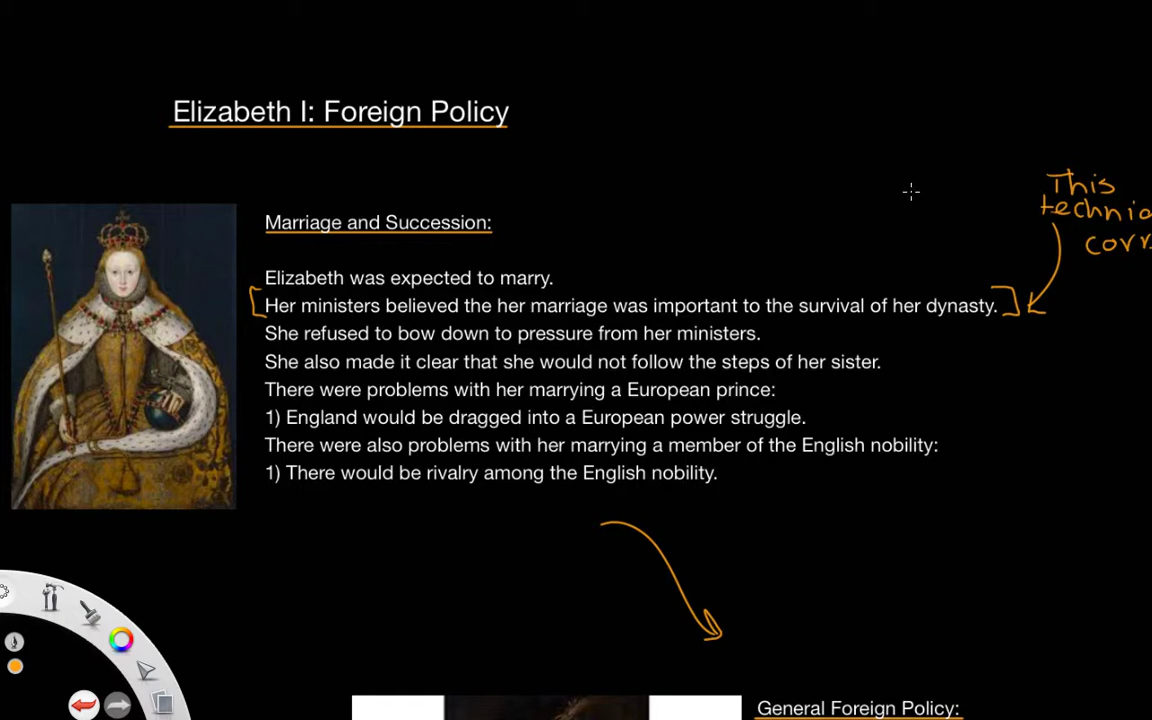 Elizabeth I: Foreign Policy
This
Marriage and Succession:
Elizabeth was expected to marry.
Her ministers believed the her marriage was important to the survival of her dynasty.
She refused to bow down to pressure from her ministers.
She also made it clear that she would not follow the steps of her sister.
There were problems with her marrying a European prince:
1) England would be dragged into a European power struggle.
There were also problems with her marrying a member of the English nobility:
1) There would be rivalry among the English nobility.
General Foreign Policy: